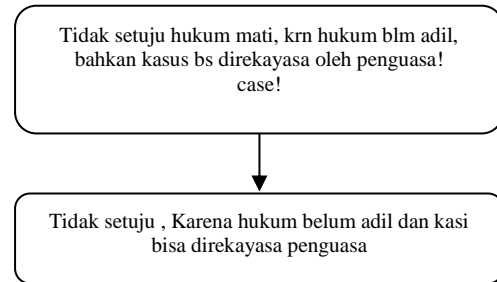 Tidak setuju hukum mati, krn hukum blm adil,
bahkan kasus bs direkayasa oleh penguasa!
case!
Tidak setuju , Karena hukum belum adil dan kasi
bisa direkayasa penguasa